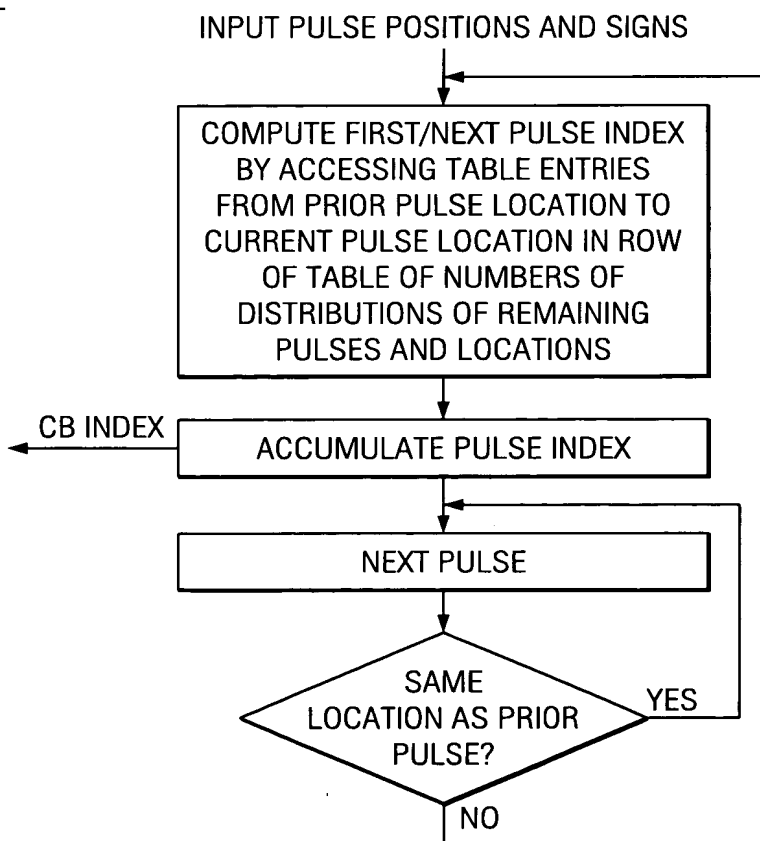 INPUT PULSE POSITIONS AND SIGNS
COMPUTE FIRST/NEXT PULSE INDEX
BY ACCESSING TABLE ENTRIES
FROM PRIOR PULSE LOCATION TO
CURRENT PULSE LOCATION IN ROW
OF TABLE OF NUMBERS OF
DISTRIBUTIONS OF REMAINING
PULSES AND LOCATIONS
CB INDEX
ACCUMULATE PULSE INDEX
NEXT PULSE
SAME
LOCATION AS PRIOR
PULSE?
YES
NO